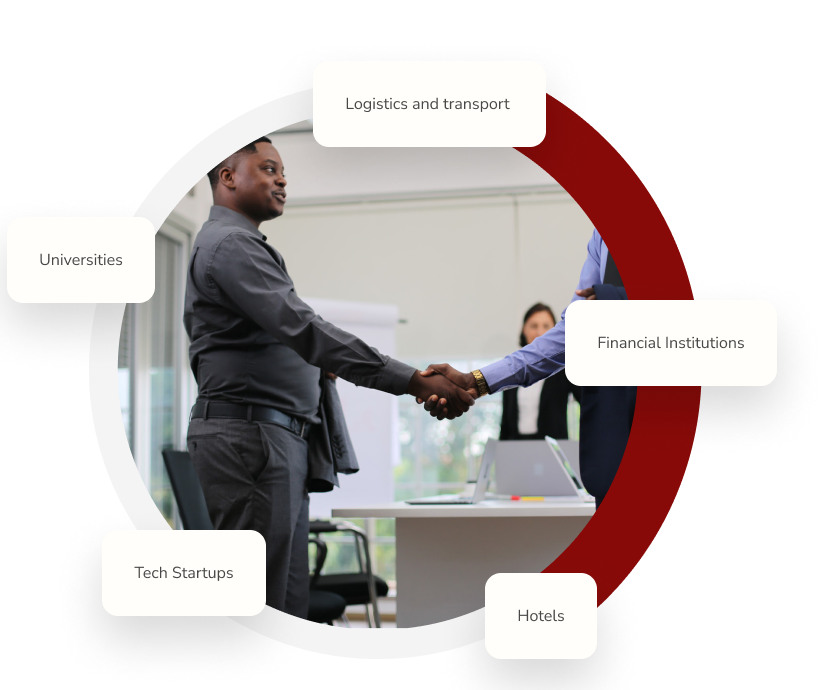 Logistics and transport
Universities
Financial Institutions
Tech Startups
Hotels